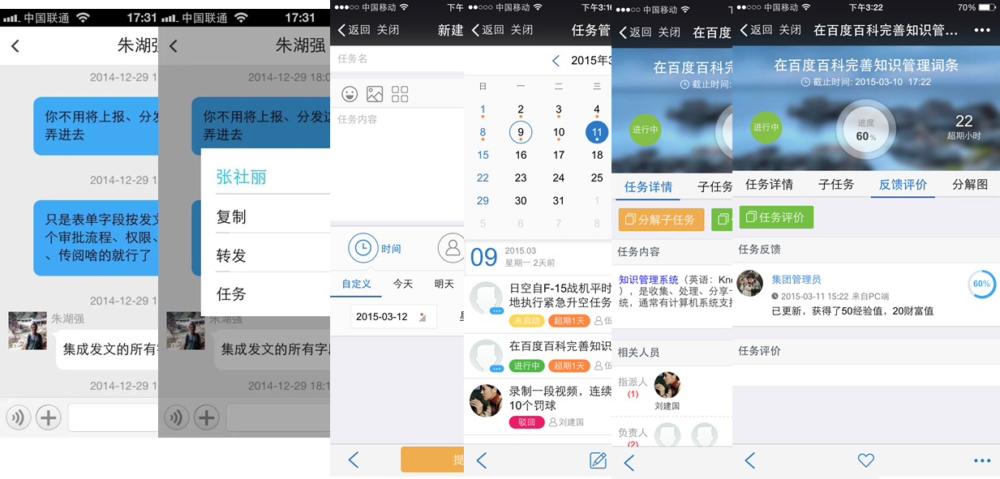 中国联通 17:31
朱湖强
2014-12-29 1
你不用将上报、分发
弄进去
2014-12-29 1
只是表单字段按发文
个审批流程、权限、
、传阅啥的就行了
2014-12-29 1
朱湖强
集成发文的所有
2014-12-29 1
中国联通 17:31
朱湖强
2014-12-29 18:0
你不用将上报、分发这
弄进去
张社丽
复制
转发
任务
朱湖强
集成发文的所有字段
2014-12-29 18:1
中国移动 下午
返回 关闭 新建
任务名
任务内容
时间
自定义 今天 明天
2015-03-12 星
提
中国移动 下午3:16
返回 关闭 任务管
2015年3
日 一 二 三
1 2 3 4
8 9 10 11
15 16 17 18
22 23 24 25
29 30 31 1
5 6 7 8
09 2015.03
星期一 2天前
日空自F-15战机平时
地执行紧急升空任务
未启动 超期1天 伍
在百度百科完善知识
进行中 超期1天 伍
录制一段视频，连续
10个罚球
驳回 刘建国
中国移动 下
返回 关闭 在百度
在百度百科完善知
截止时间:
进行中
任务详情 子任务
分解子任务
任务内容
知识管理系统（英语：Kno
），是收集、处理、分享一
统，通常有计算机系统支持
相关人员
指派人
(1)
刘建国
负责人
(2)
中国移动 下午3:22 70%
返回 关闭 在百度百科完善知识管... •••
在百度百科完善知识管理词条
截止时间: 2015-03-10 17:22
进行中
进度
60%
22
超期小时
任务详情 子任务 反馈评价 分解图
任务评价
任务反馈
集团管理员
2015-03-11 15:22 来自PC端
已更新，获得了50经验值，20财富值
60%
任务评价